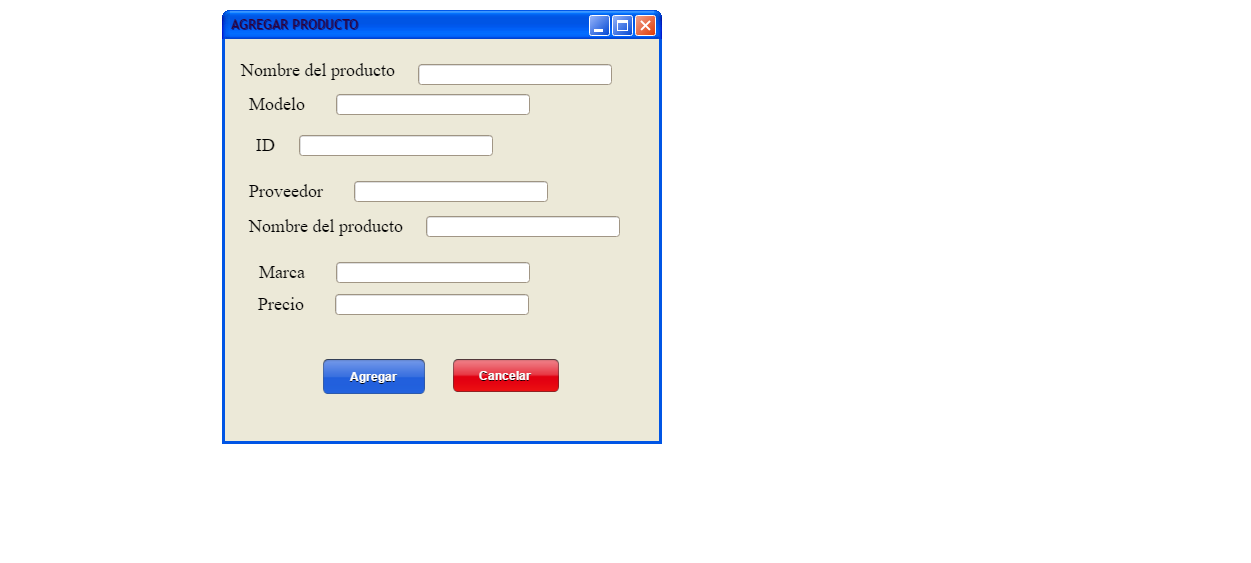 AGREGAR PRODUCTO
Nombre del producto
Modelo
ID
Proveedor
Nombre del producto
Marca
Precio
Agregar Cancelar